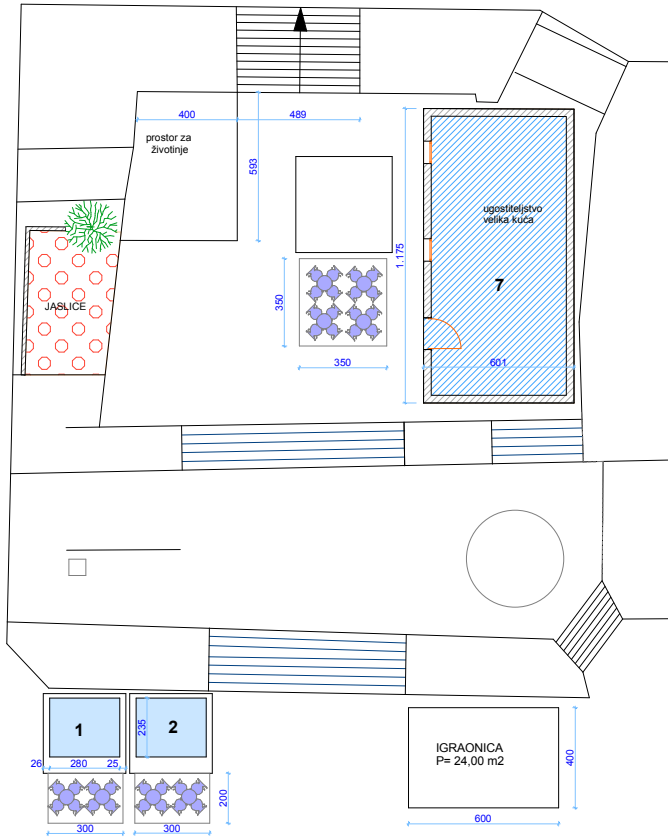 400
489
prostor za
životinje
593
ugostiteljstvo
velika kuća
1.175
7
JASLICE
350
350
601
1
2
235
26
280
25
200
300
300
IGRAONICA
P= 24,00 m2
400
600